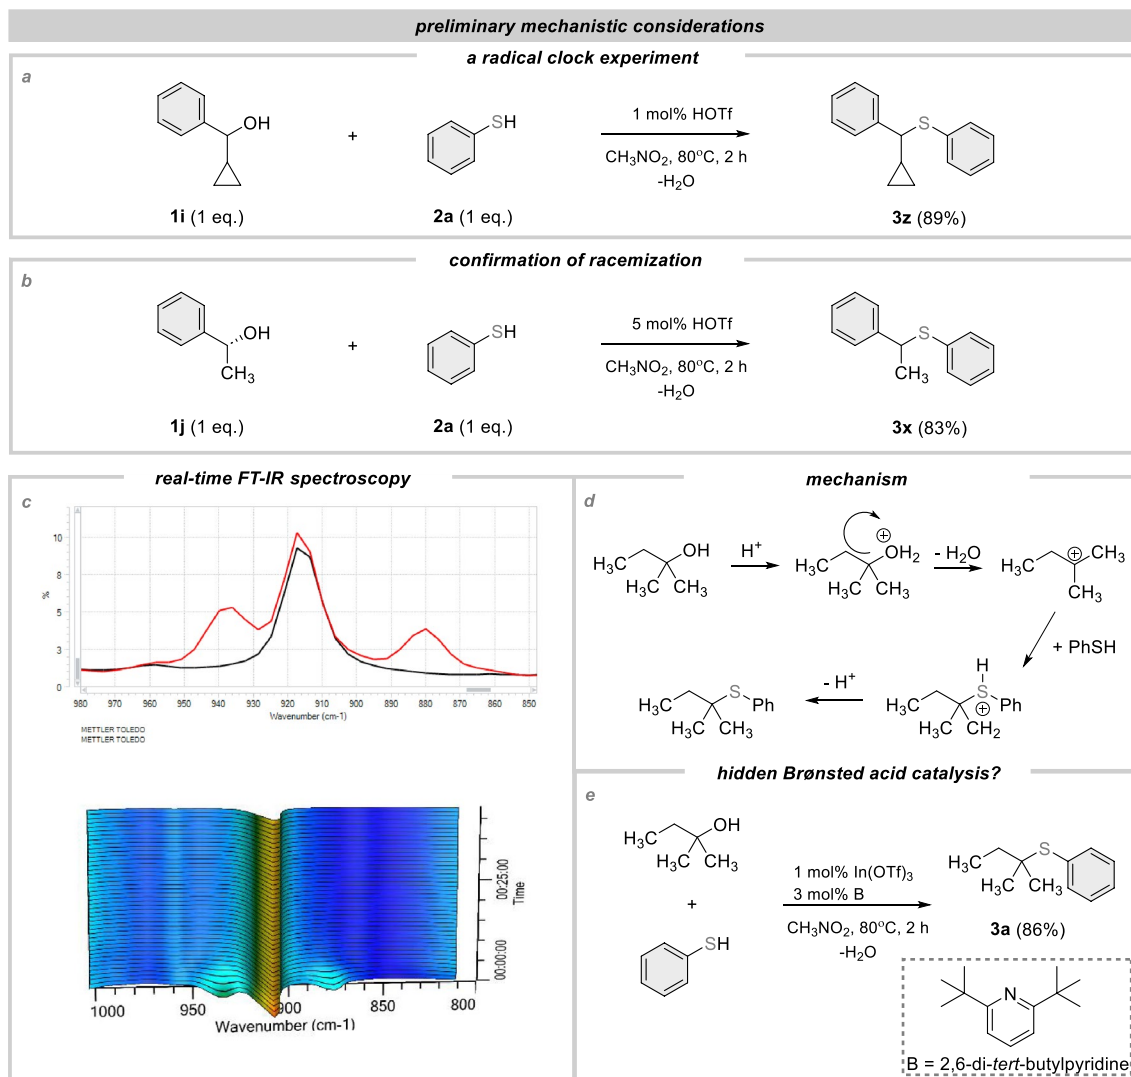 preliminary mechanistic considerations
a radical clock experiment
a
OH
+
SH
1 mol% HOTf
CH3NO2, 80oC, 2 h
-H2O
S
1i (1 eq.)
2a (1 eq.)
3z (89%)
confirmation of racemization
b
OH
CH3
+
SH
5 mol% HOTf
CH3NO2, 80oC, 2 h
-H2O
S
CH3
1j (1 eq.)
2a (1 eq.)
3x (83%)
real-time FT-IR spectroscopy
c
10
8
5
3
0
%
980 970 960 950 940 930 920 910 900 890 880 870 860 850
Wavenumber (cm-1)
METTLER TOLEDO
METTLER TOLEDO
00:25:00
00:00:00
Time
1000 950 900 850 800
Wavenumber (cm-1)
mechanism
d
H3C OH
H3C CH3
H+
H3C OH2
H3C CH3
- H2O
H3C CH3
CH3
+ PhSH
H
H3C S Ph
H3C CH2
- H+
H3C S Ph
H3C CH3
hidden Brønsted acid catalysis?
e
H3C OH
H3C CH3
+
SH
1 mol% In(OTf)3
3 mol% B
CH3NO2, 80oC, 2 h
-H2O
H3C S
H3C CH3
3a (86%)
N
B = 2,6-di-tert-butylpyridine